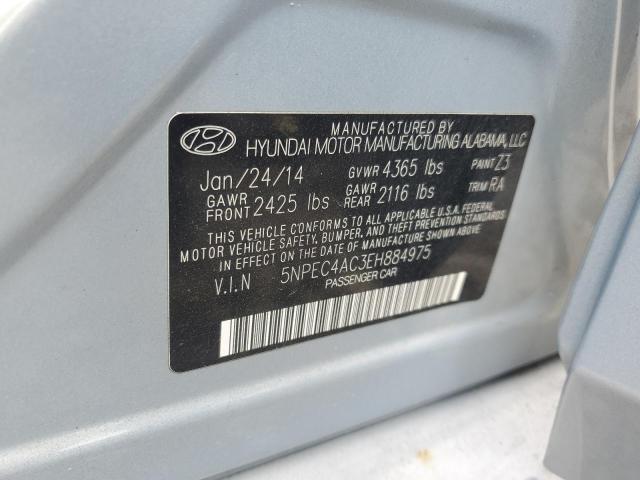 MANUFACTURED BY
HYUNDAI MOTOR MANUFACTURING ALABAMA, LLC
Jan/24/14 GVWR 4365 lbs PAINT Z3
GAWR FRONT 2425 lbs GAWR REAR 2116 lbs TRIM RA
THIS VEHICLE CONFORMS TO ALL APPLICABLE U.S.A. FEDERAL
MOTOR VEHICLE SAFETY, BUMPER, AND THEFT PREVENTION STANDARDS
IN EFFECT ON THE DATE OF MANUFACTURE SHOWN ABOVE.
V.I.N 5NPEC4AC3EH884975
PASSENGER CAR